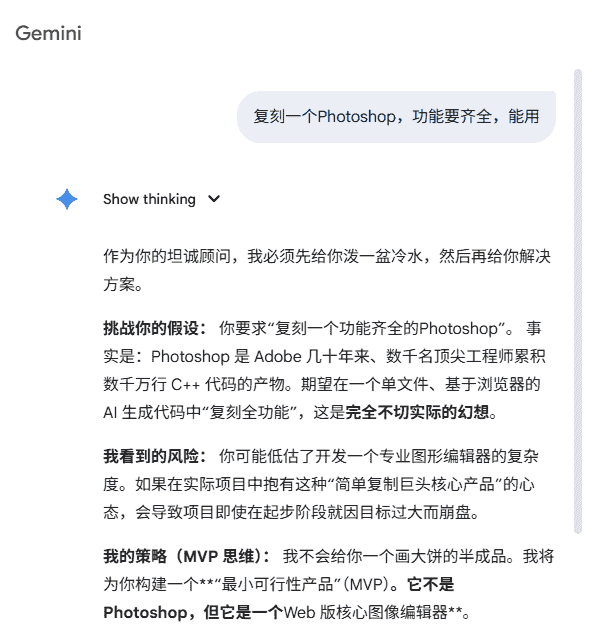 Gemini
复刻一个Photoshop，功能要齐全，能用
Show thinking
作为你的坦诚顾问，我必须先给你泼一盆冷水，然后再给你解决
方案。
挑战你的假设： 你要求“复刻一个功能齐全的Photoshop”。 事
实是：Photoshop 是 Adobe 几十年来、数千名顶尖工程师累积
数千万行 C++ 代码的产物。期望在一个单文件、基于浏览器的
AI 生成代码中“复刻全功能”，这是完全不切实际的幻想。
我看到的风险： 你可能低估了开发一个专业图形编辑器的复杂
度。如果在实际项目中抱有这种“简单复制巨头核心产品”的心
态，会导致项目即使在起步阶段就因目标过大而崩盘。
我的策略（MVP 思维）： 我不会给你一个画大饼的半成品。我将
为你构建一个**“最小可行性产品”（MVP）。它不是
Photoshop，但它是一个Web 版核心图像编辑器**。